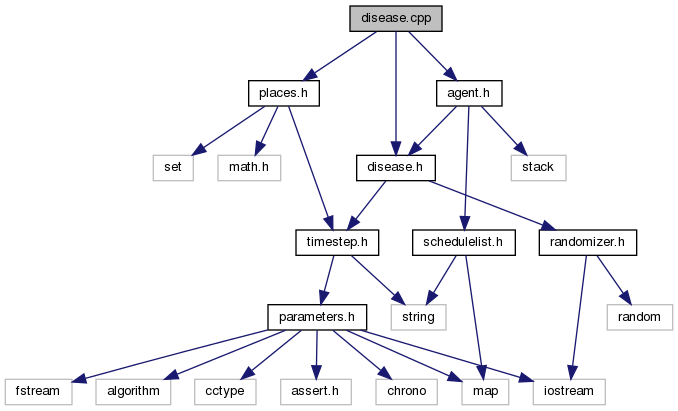 disease.cpp
places.h
agent.h
set
math.h
disease.h
stack
timestep.h
schedulelist.h
randomizer.h
parameters.h
string
random
fstream
algorithm
cctype
assert.h
chrono
map
iostream